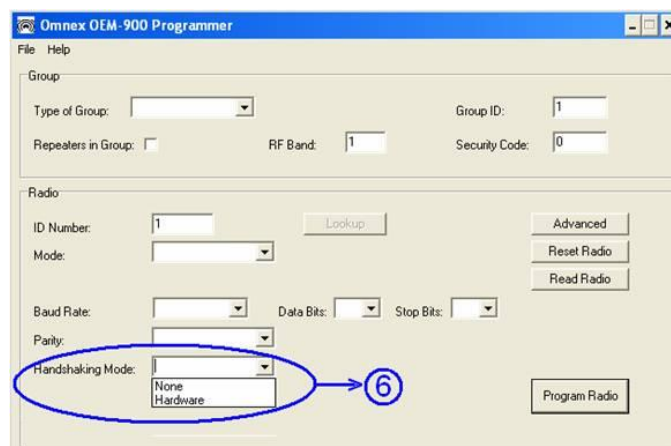 Omnex OEM-900 Programmer
File Help
Group
Type of Group: Group ID: 1
Repeaters in Group: RF Band: 1 Security Code: 0
Radio
ID Number: 1 Lookup Advanced
Mode: Reset Radio
Read Radio
Baud Rate: Data Bits: Stop Bits:
Parity:
Handshaking Mode:
None
Hardware
6
Program Radio